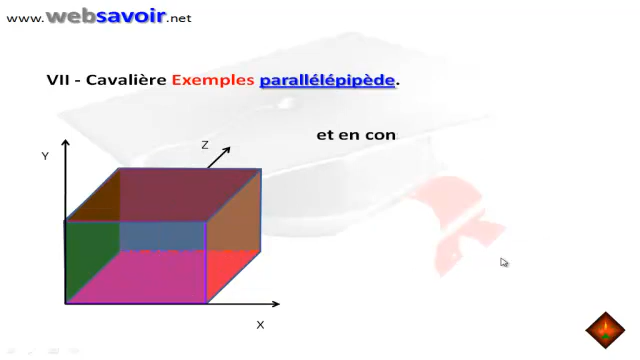 www.websavoir.net
VII - Cavalière Exemples parallélépipède.
et en con
Z
Y
X